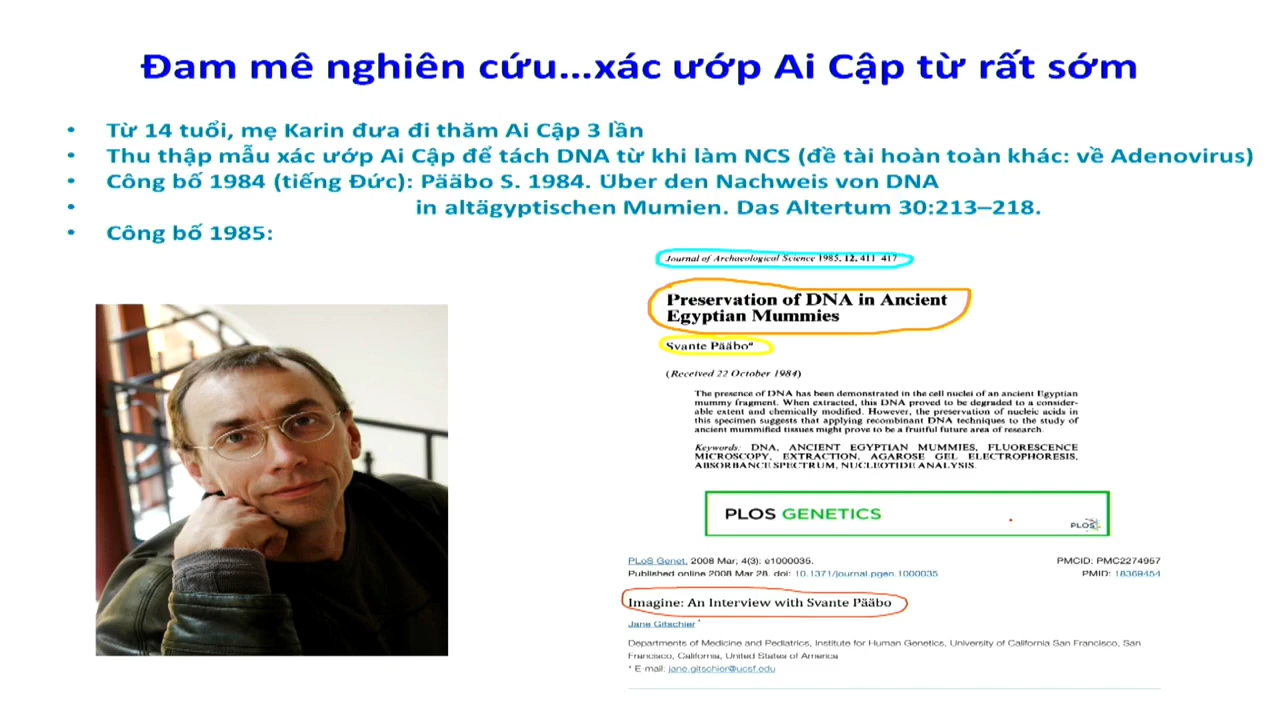 Đam mê nghiên cứu...xác ướp Ai Cập từ rất sớm
• Từ 14 tuổi, mẹ Karin đưa đi thăm Ai Cập 3 lần
• Thu thập mẫu xác ướp Ai Cập để tách DNA từ khi làm NCS (đề tài hoàn toàn khác: về Adenovirus)
• Công bố 1984 (tiếng Đức): Pääbo S. 1984. Über den Nachweis von DNA
• in altägyptischen Mumien. Das Altertum 30:213–218.
• Công bố 1985:
Journal of Archaeological Science 1985, 12, 411–417
Preservation of DNA in Ancient
Egyptian Mummies
Svante Pääbo*
(Received 22 October 1984)
The presence of DNA has been demonstrated in the cell nuclei of an ancient Egyptian
mummy fragment. When extracted, this DNA proved to be degraded to a consider-
able extent and chemically modified. However, the preservation of nucleic acids in
this specimen suggests that applying recombinant DNA techniques to the study of
ancient mummified tissues might prove to be a fruitful future area of research.
Keywords: DNA, ANCIENT EGYPTIAN MUMMIES, FLUORESCENCE
MICROSCOPY, EXTRACTION, AGAROSE GEL ELECTROPHORESIS,
ABSORBANCE SPECTRUM, NUCLEOTIDE ANALYSIS.
PLOS GENETICS
PLOS
PLoS Genet. 2008 Mar; 4(3): e1000035.
PMCID: PMC2274957
Published online 2008 Mar 28. doi: 10.1371/journal.pgen.1000035
PMID: 18369454
Imagine: An Interview with Svante Pääbo
Jane Gitschier *
Departments of Medicine and Pediatrics, Institute for Human Genetics, University of California San Francisco, San
Francisco, California, United States of America
* E-mail: jane.gitschier@ucsf.edu